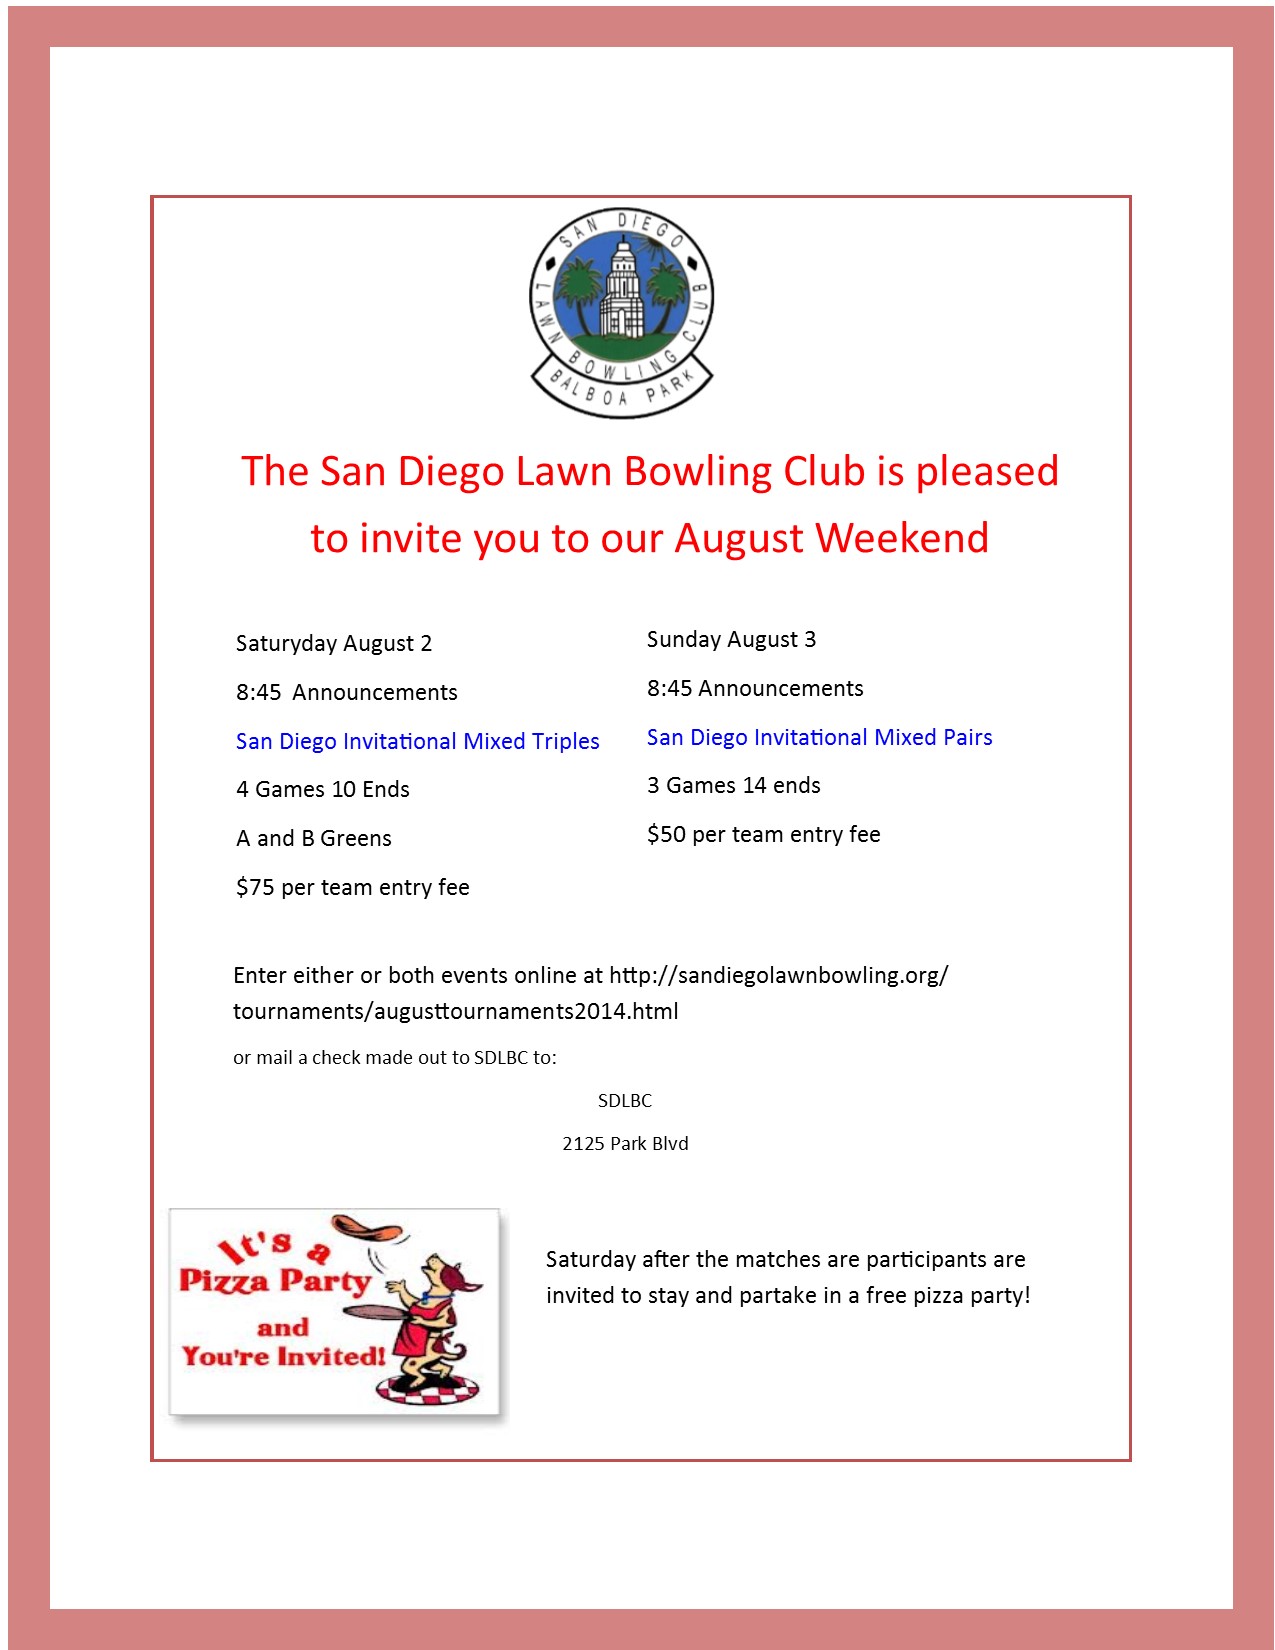 SAN DIEGO
LAWN BOWLING CLUB
BALBOA PARK
The San Diego Lawn Bowling Club is pleased
to invite you to our August Weekend
Saturyday August 2
8:45  Announcements
San Diego Invitational Mixed Triples
4 Games 10 Ends
A and B Greens
$75 per team entry fee
Sunday August 3
8:45 Announcements
San Diego Invitational Mixed Pairs
3 Games 14 ends
$50 per team entry fee
Enter either or both events online at http://sandiegolawnbowling.org/
tournaments/augusttournaments2014.html
or mail a check made out to SDLBC to:
SDLBC
2125 Park Blvd
It's a
Pizza Party
and
You're Invited!
Saturday after the matches are participants are
invited to stay and partake in a free pizza party!